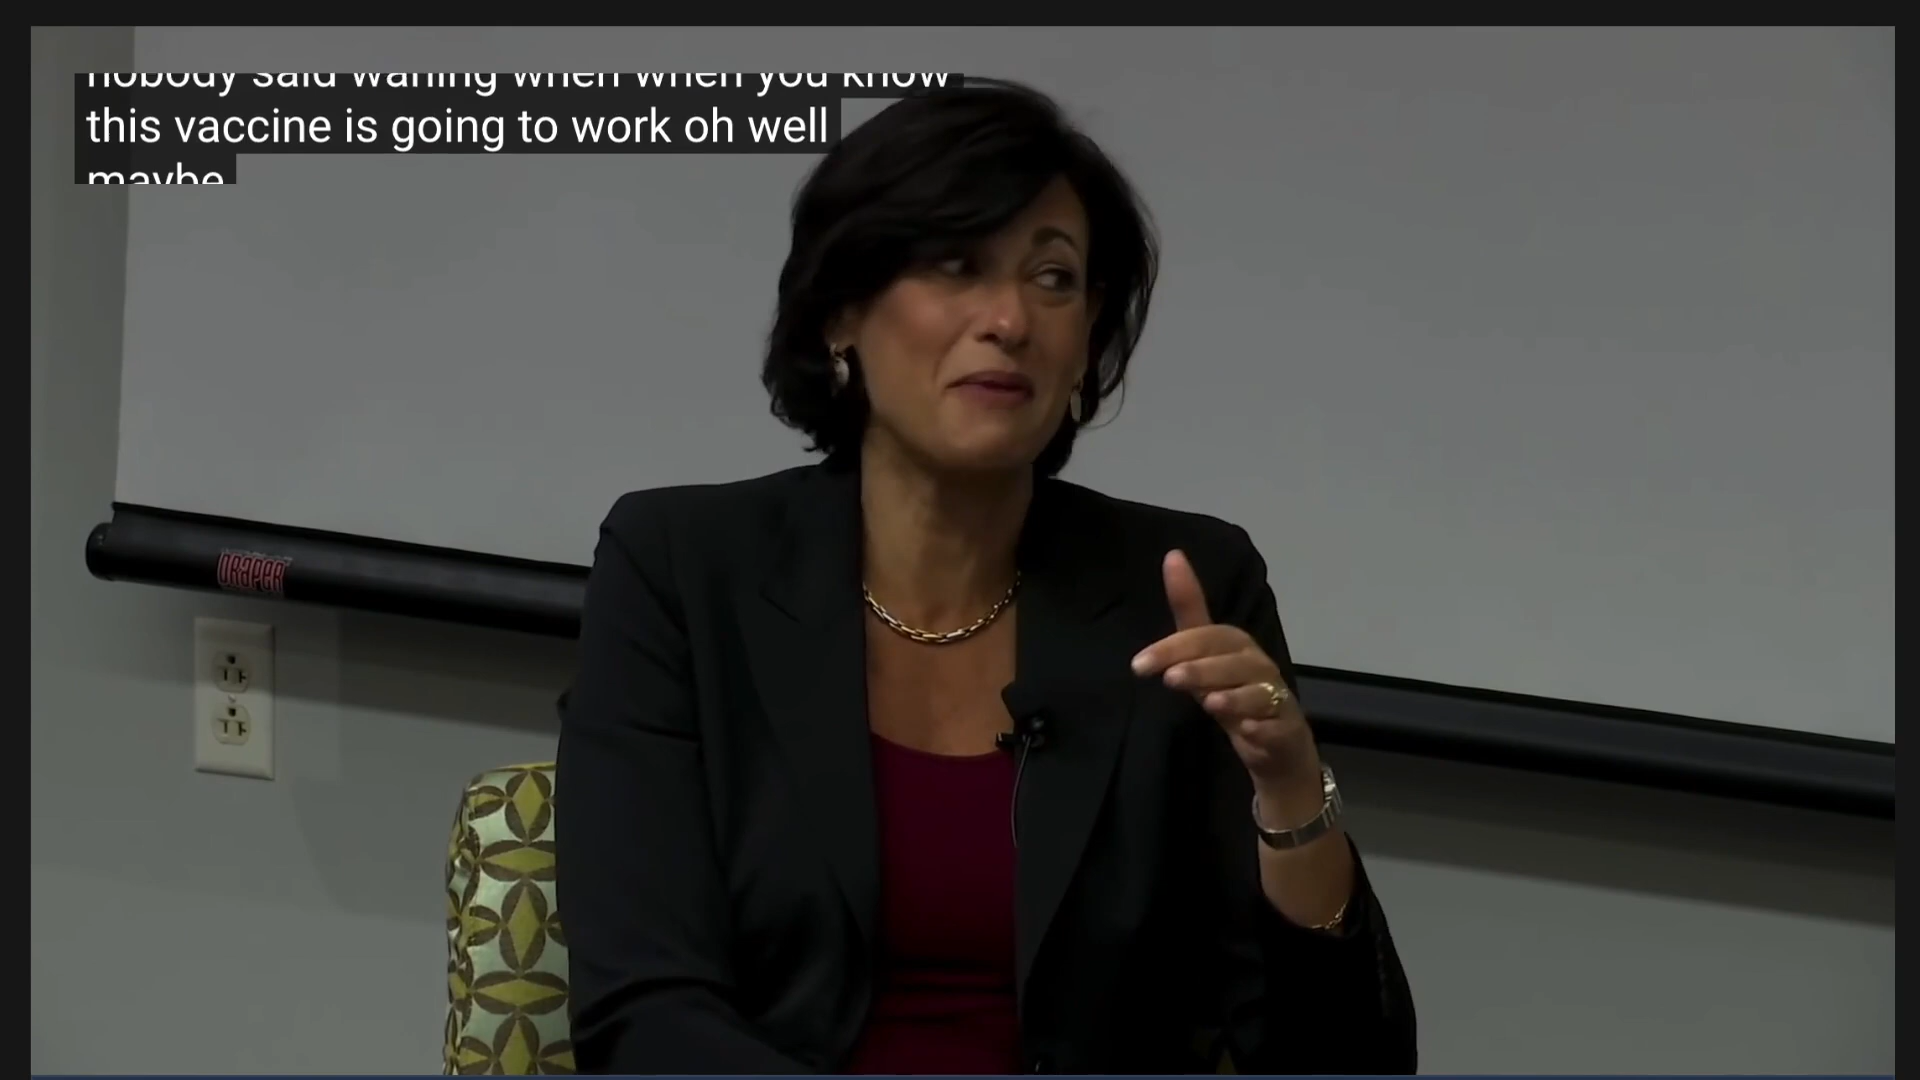 nobody said waning when when you know
this vaccine is going to work oh well
maybe
DRAPER